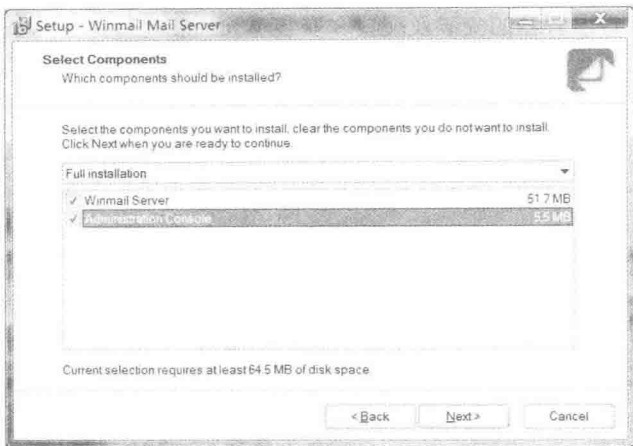 Setup - Winmail Mail Server
Select Components
Which components should be installed?
Select the components you want to install, clear the components you do not want to install.
Click Next when you are ready to continue.
Full installation
Winmail Server 51.7 MB
Administration Console 5.5 MB
Current selection requires at least 64.5 MB of disk space.
< Back Next > Cancel